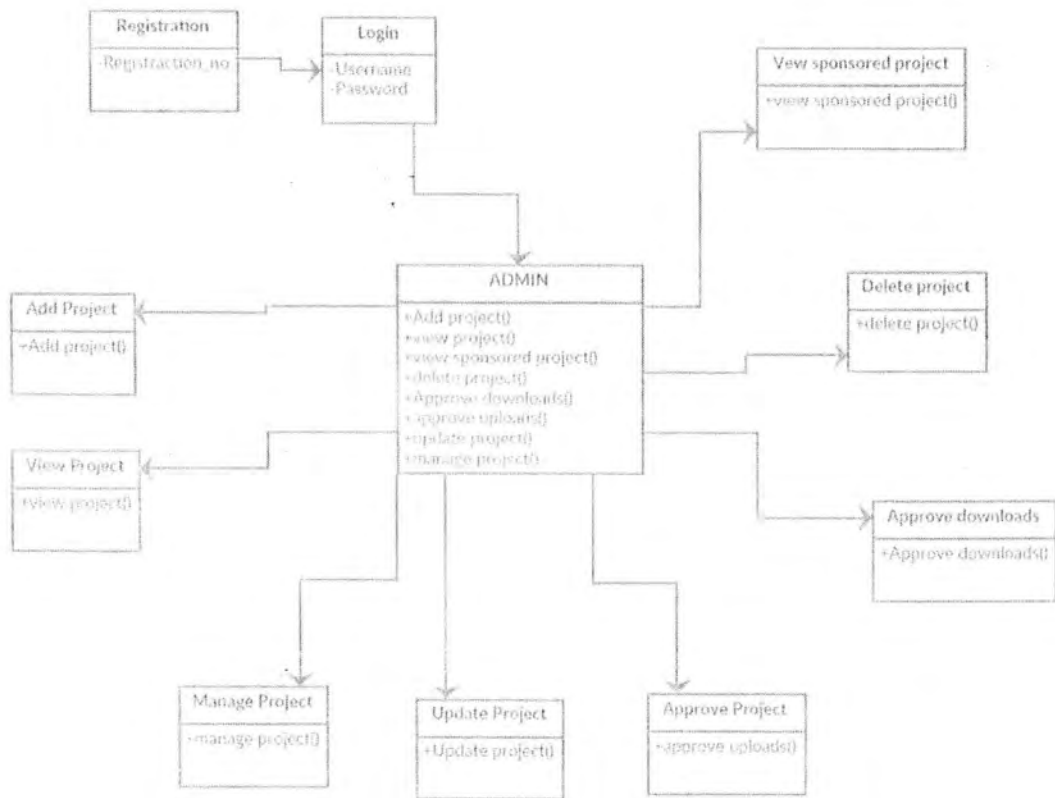 Registration
-Registraction_no
Login
-Username
-Password
Vew sponsored project
+view sponsored project()
ADMIN
+Add project()
+view project()
+view sponsored project()
+delete project()
+Approve downloads()
+approve uploads()
+update project()
+manage project()
Add Project
+Add project()
Delete project
+delete project()
View Project
+view project()
Approve downloads
+Approve downloads()
Manage Project
+manage project()
Update Project
+Update project()
Approve Project
+approve uploads()